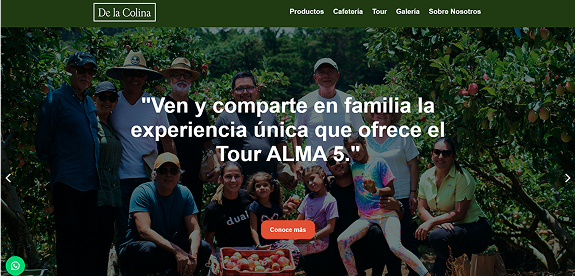 De la Colina
Productos Cafetería Tour Galería Sobre Nosotros
"Ven y comparte en familia la
experiencia única que ofrece el
Tour ALMA 5."
dual
Conoce más